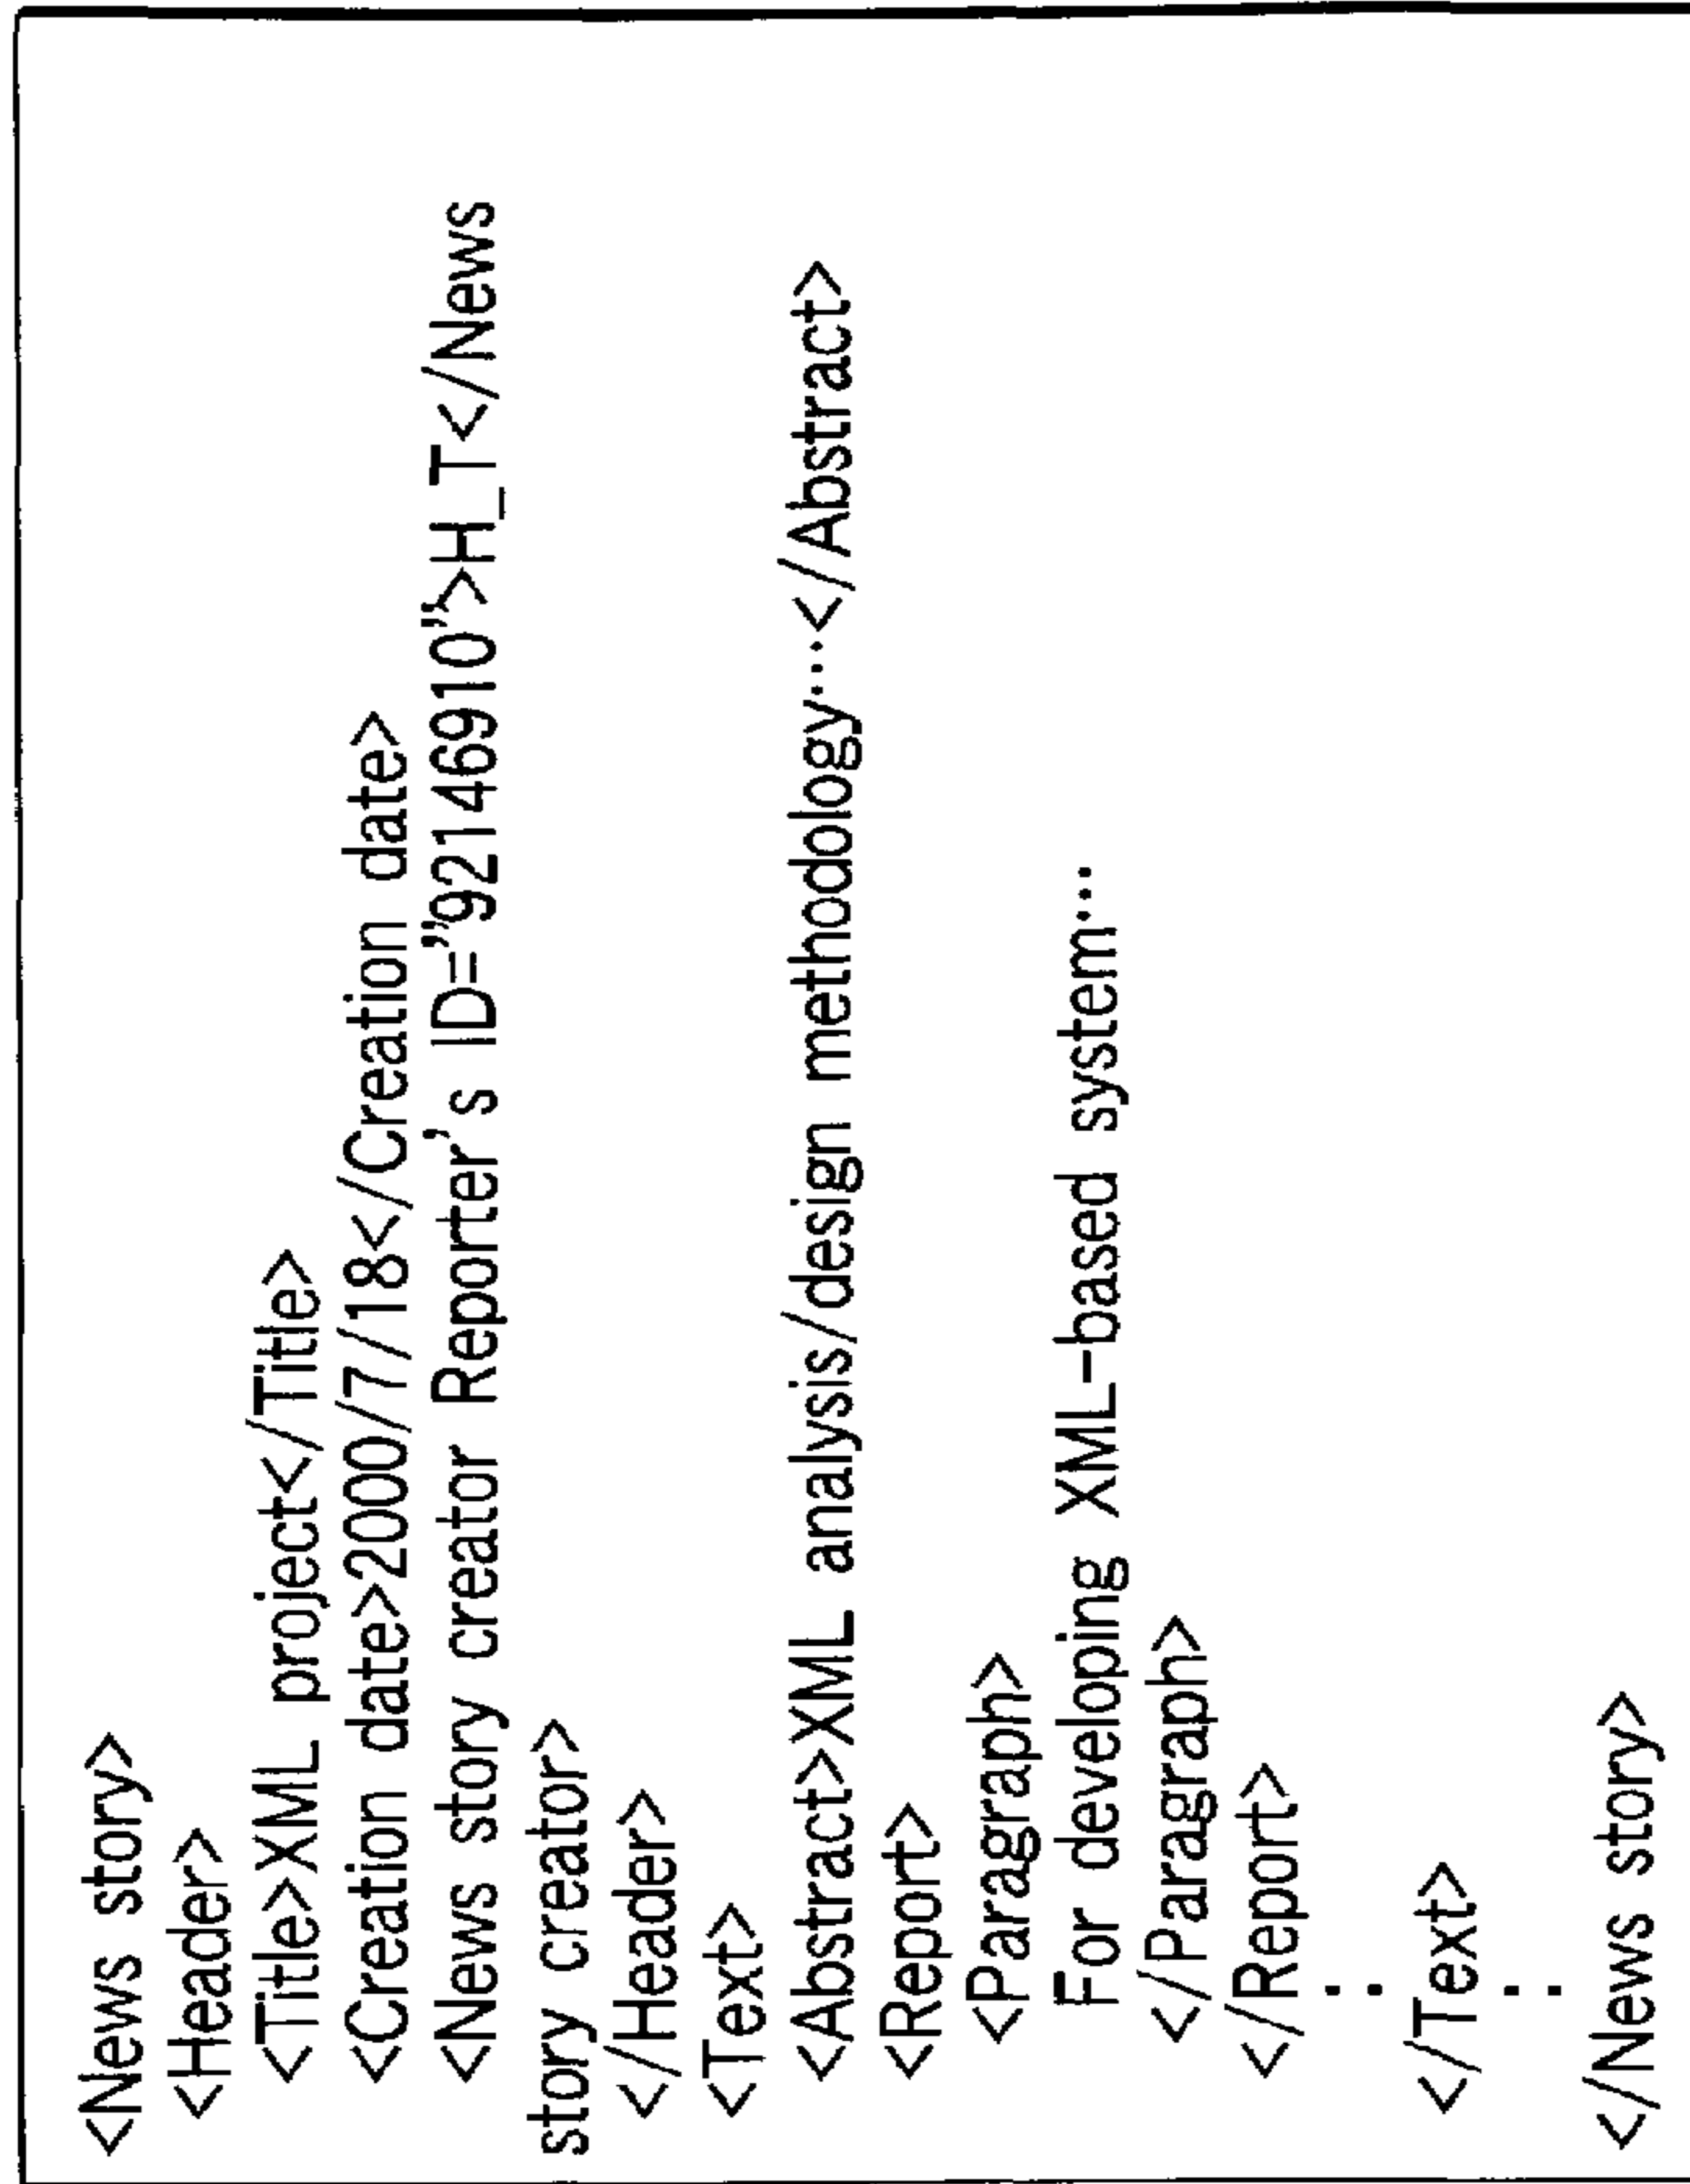 <News story>
<Header>
<Title>XML project</Title>
<Creation date>2000/7/18</Creation date>
<News story creator Reporter's ID="92146910">H_T</News
story creator>
</Header>
<Text>
<Abstract>XML analysis/design methodology…</Abstract>
<Report>
<Paragraph>
For developing XML-based system…
</Paragraph>
</Report>
:
</Text>
:
</News story>